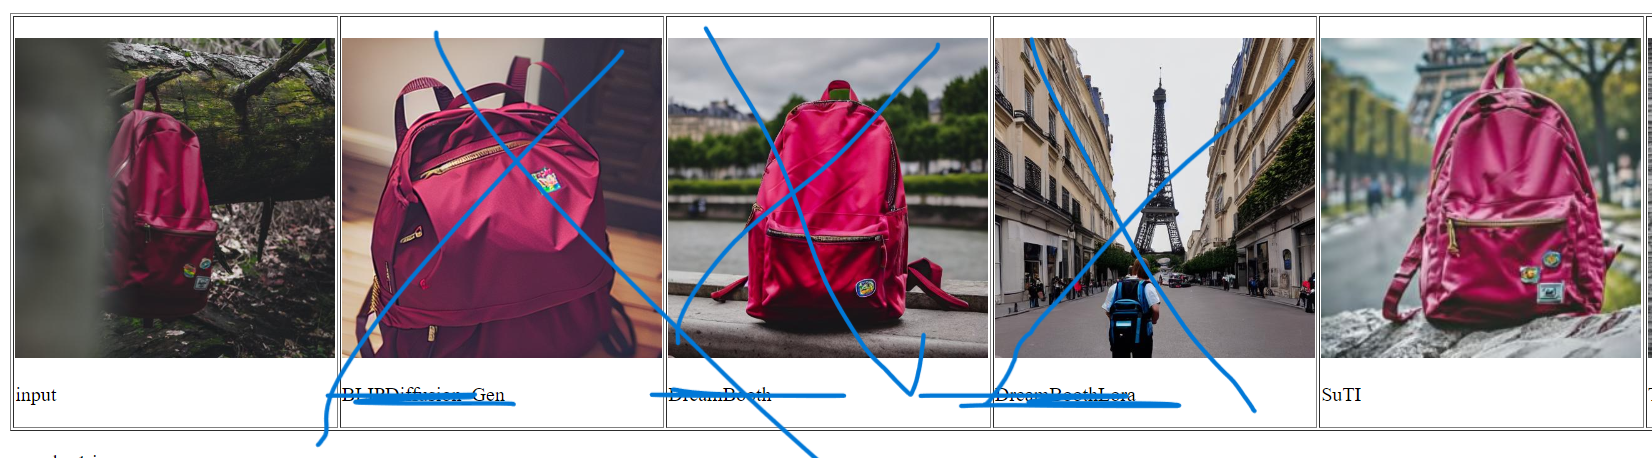 input
BLIPDiffusion_Gen
DreamBooth
DreamBoothLora
SuTI